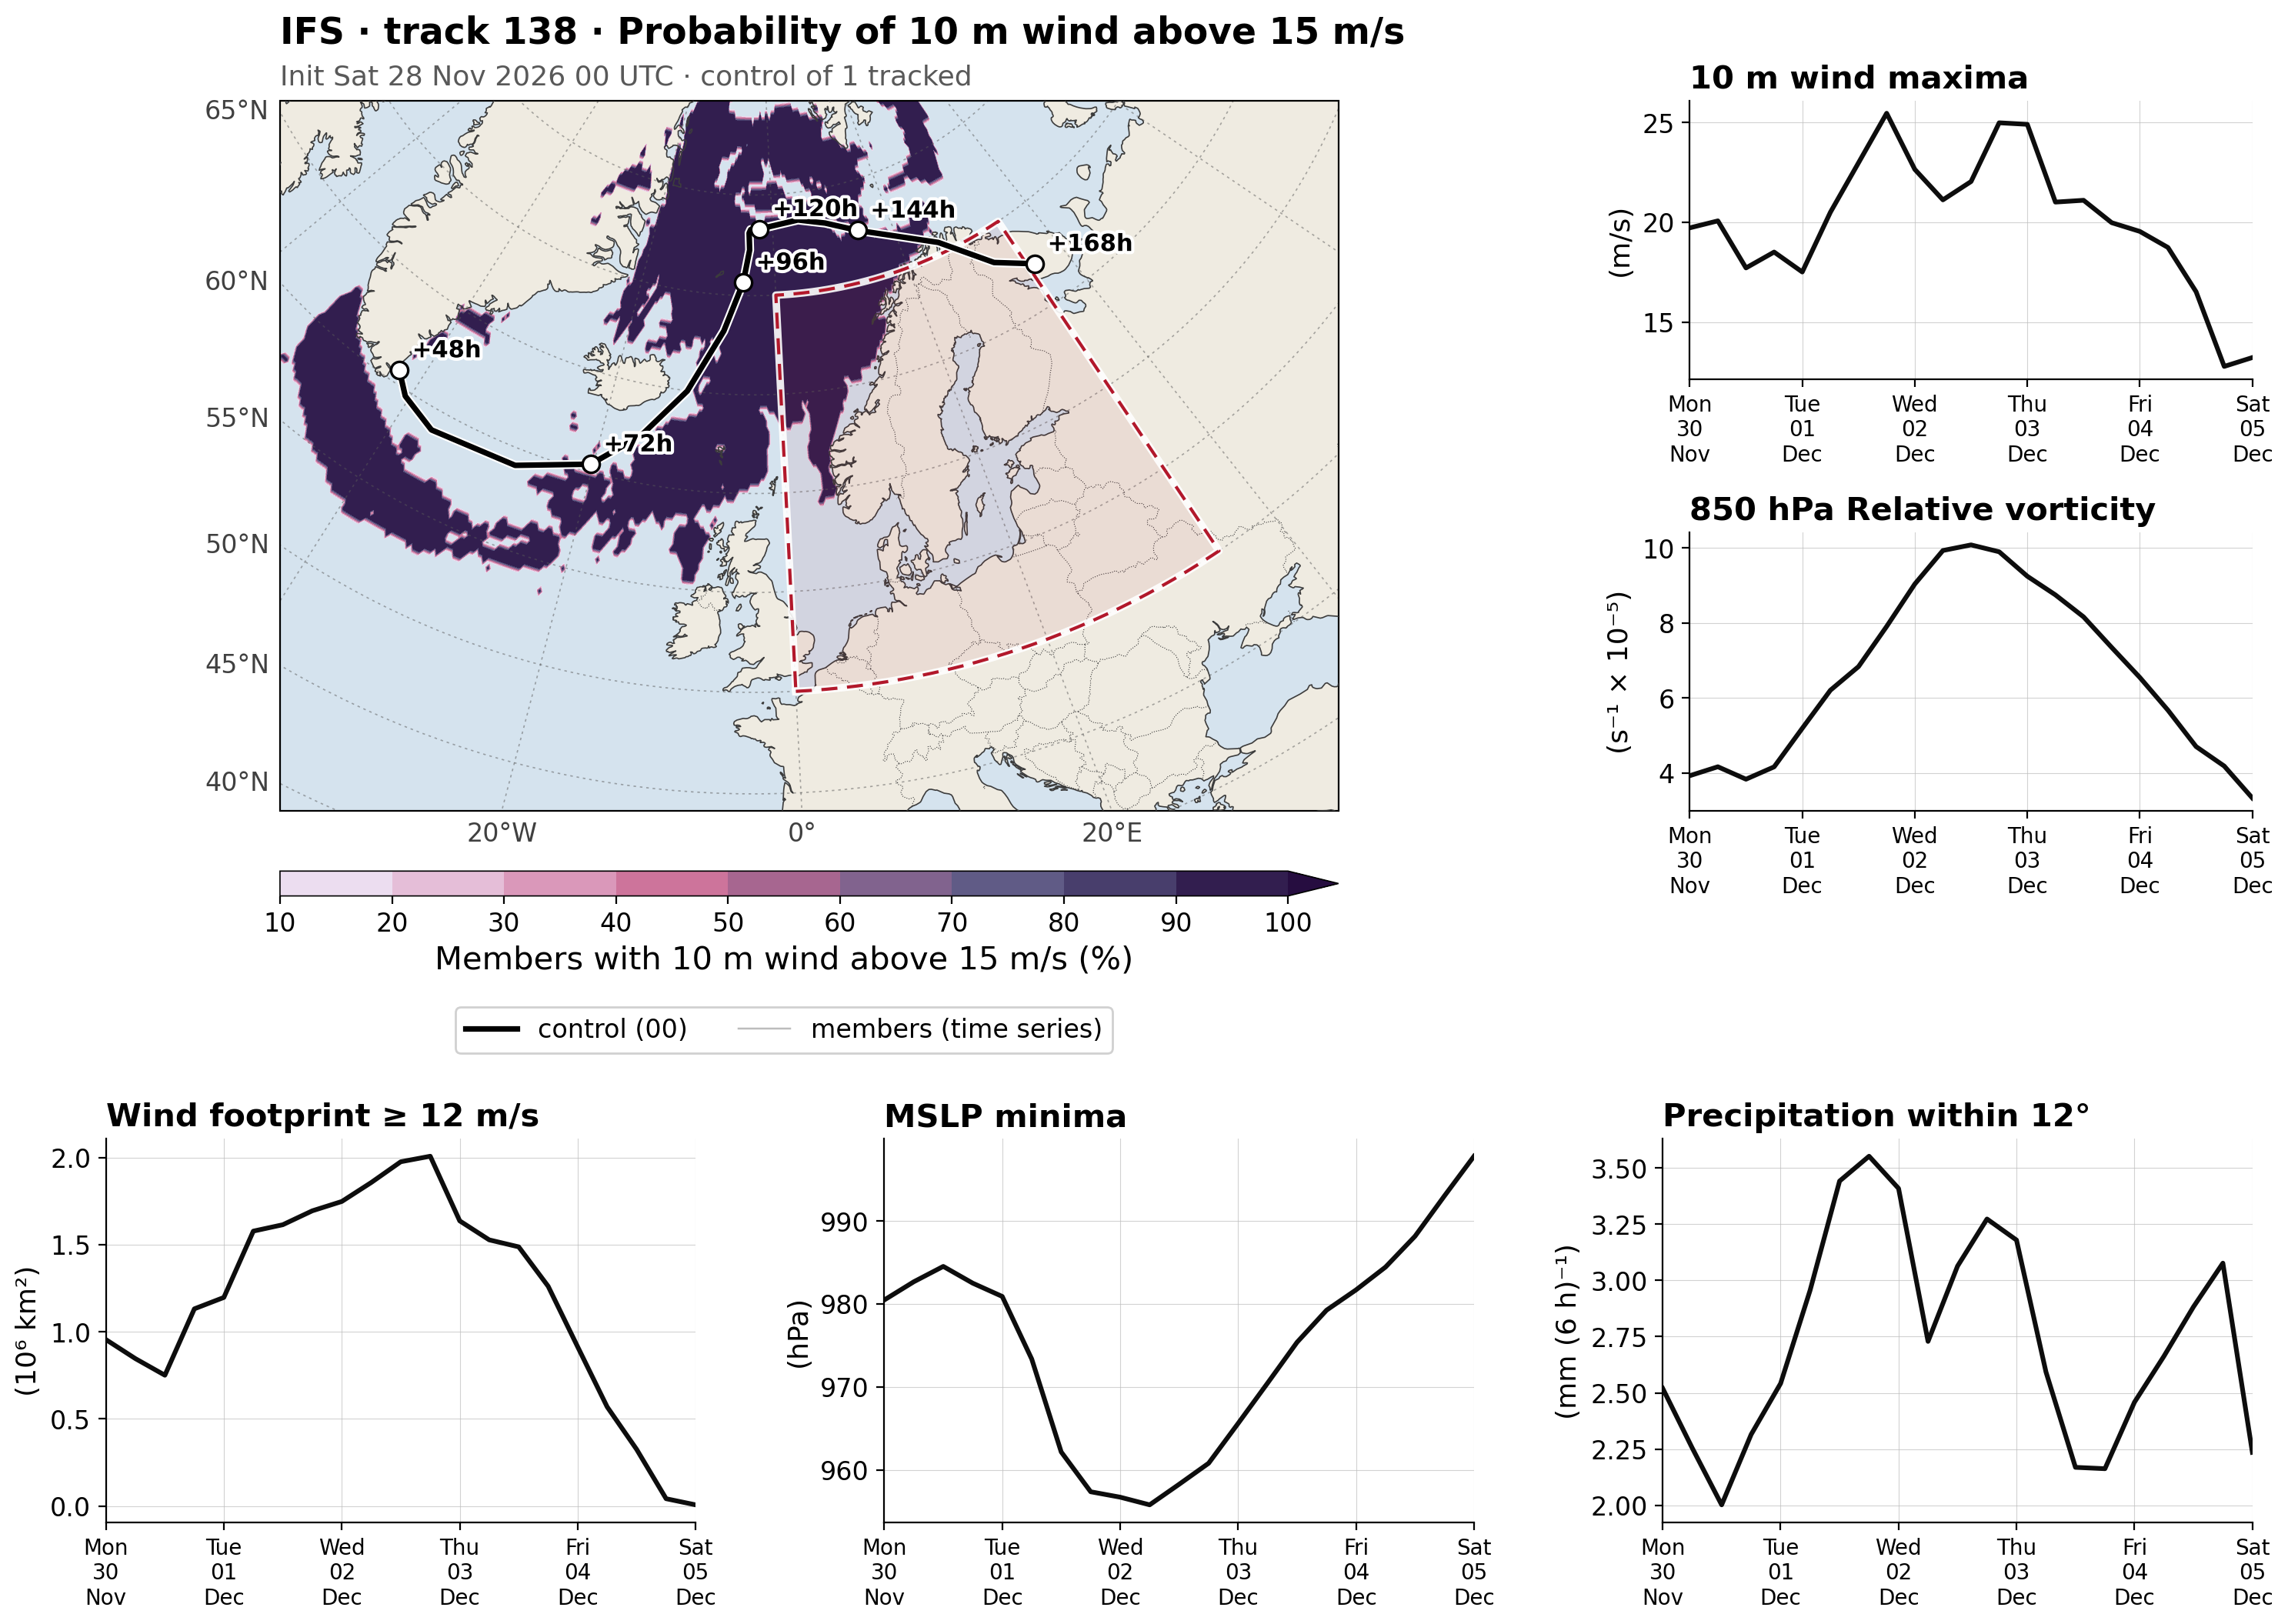 IFS · track 138 · Probability of 10 m wind above 15 m/s
Init Sat 28 Nov 2026 00 UTC · control of 1 tracked
65°N
60°N
55°N
50°N
45°N
40°N
20°W
0°
20°E
+48h
+72h
+96h
+120h
+144h
+168h
10 20 30 40 50 60 70 80 90 100
Members with 10 m wind above 15 m/s (%)
control (00)
members (time series)
10 m wind maxima
(m/s)
25
20
15
Mon Tue Wed Thu Fri Sat
30 01 02 03 04 05
Nov Dec Dec Dec Dec Dec
850 hPa Relative vorticity
(s⁻¹ × 10⁻⁵)
10
8
6
4
Mon Tue Wed Thu Fri Sat
30 01 02 03 04 05
Nov Dec Dec Dec Dec Dec
Wind footprint ≥ 12 m/s
(10⁶ km²)
2.0
1.5
1.0
0.5
0.0
Mon Tue Wed Thu Fri Sat
30 01 02 03 04 05
Nov Dec Dec Dec Dec Dec
MSLP minima
(hPa)
990
980
970
960
Mon Tue Wed Thu Fri Sat
30 01 02 03 04 05
Nov Dec Dec Dec Dec Dec
Precipitation within 12°
(mm (6 h)⁻¹)
3.50
3.25
3.00
2.75
2.50
2.25
2.00
Mon Tue Wed Thu Fri Sat
30 01 02 03 04 05
Nov Dec Dec Dec Dec Dec